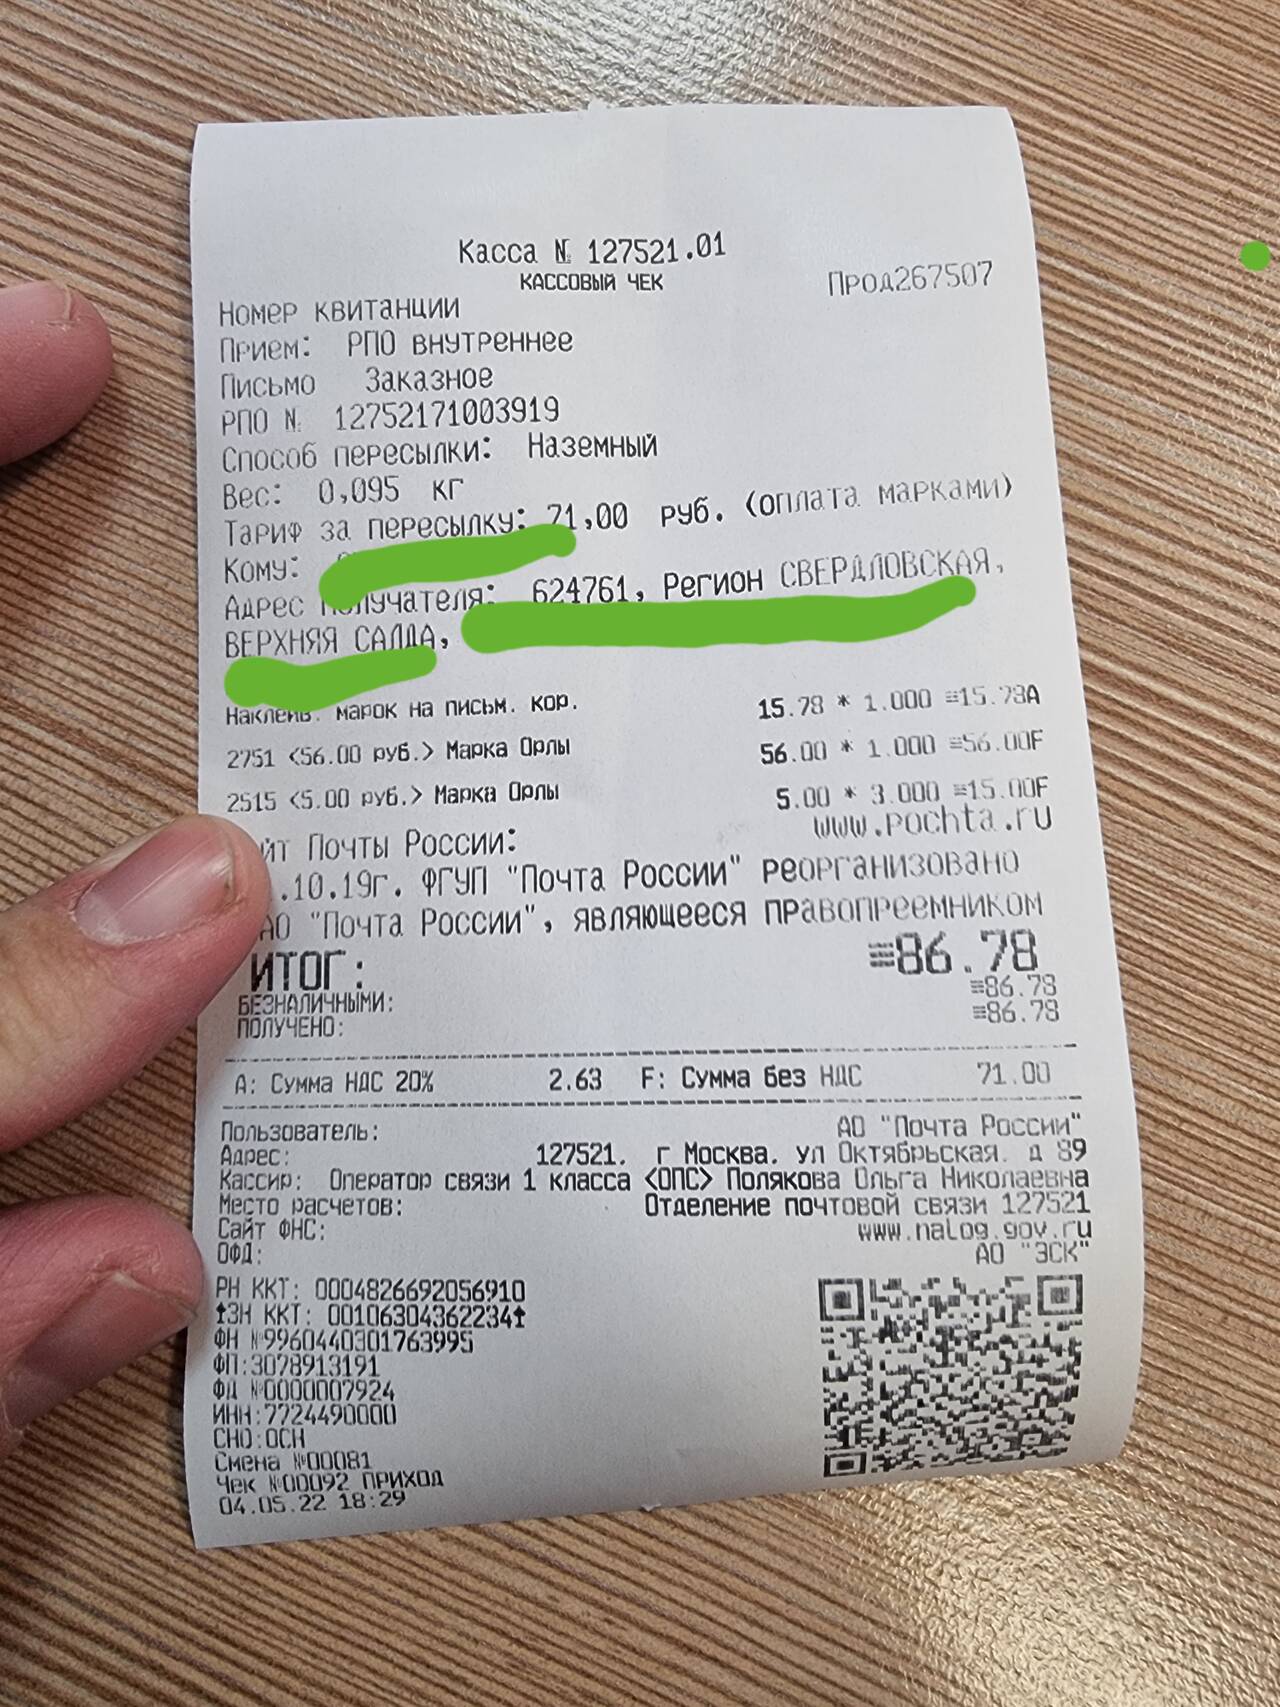 Касса № 127521.01
КАССОВЫЙ ЧЕК
Прод267507
Номер квитанции
Прием: РПО внутреннее
Письмо Заказное
РПО № 12752171003919
Способ пересылки: Наземный
Вес: 0,095 кг
Тариф за пересылку: 71,00 руб. (оплата марками)
Кому:
Адрес получателя: 624761, Регион СВЕРДЛОВСКАЯ,
ВЕРХНЯЯ САЛДА,
Наклеив. марок на письм. кор. 15.78 * 1.000 ≡15.78А
2751 <56.00 руб.> Марка Орлы 56.00 * 1.000 ≡56.00F
2515 <5.00 руб.> Марка Орлы 5.00 * 3.000 ≡15.00F
Почты России: www.pochta.ru
.10.19г. ФГУП "Почта России" реорганизовано
АО "Почта России", являющееся правопреемником
ИТОГ: ≡86.78
БЕЗНАЛИЧНЫМИ: ≡86.78
ПОЛУЧЕНО: ≡86.78
А: Сумма НДС 20% 2.63 F: Сумма без НДС 71.00
Пользователь: АО "Почта России"
Адрес: 127521, г Москва, ул Октябрьская, д 89
Кассир: Оператор связи 1 класса <ОПС> Полякова Ольга Николаевна
Место расчетов: Отделение почтовой связи 127521
Сайт ФНС: www.nalog.gov.ru
ОФД: АО "ЭСК"
РН ККТ: 0004826692056910
ЗН ККТ: 00106304362234
ФН №9960440301763995
ФП:3078913191
ФД №0000007924
ИНН:7724490000
СНО:ОСН
Смена №00081
Чек №00092 ПРИХОД
04.05.22 18:29